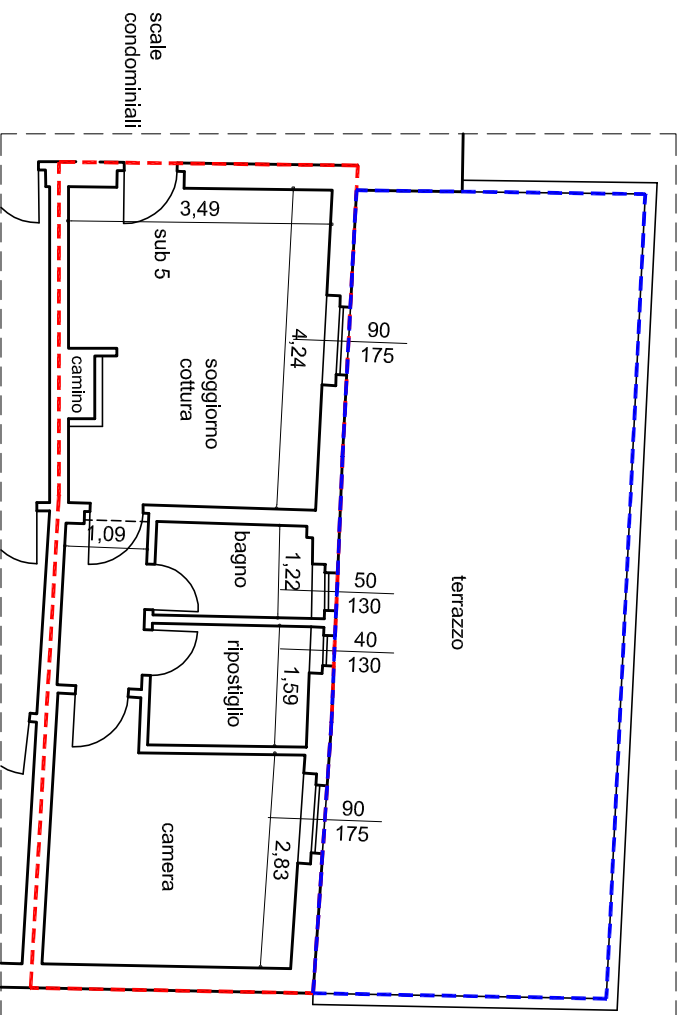 scale
condominiali
3,49
sub 5
4,24
90
175
soggiorno
cottura
camino
1,09
bagno
1,22
50
130
terrazzo
40
130
ripostiglio
1,59
90
175
camera
2,83